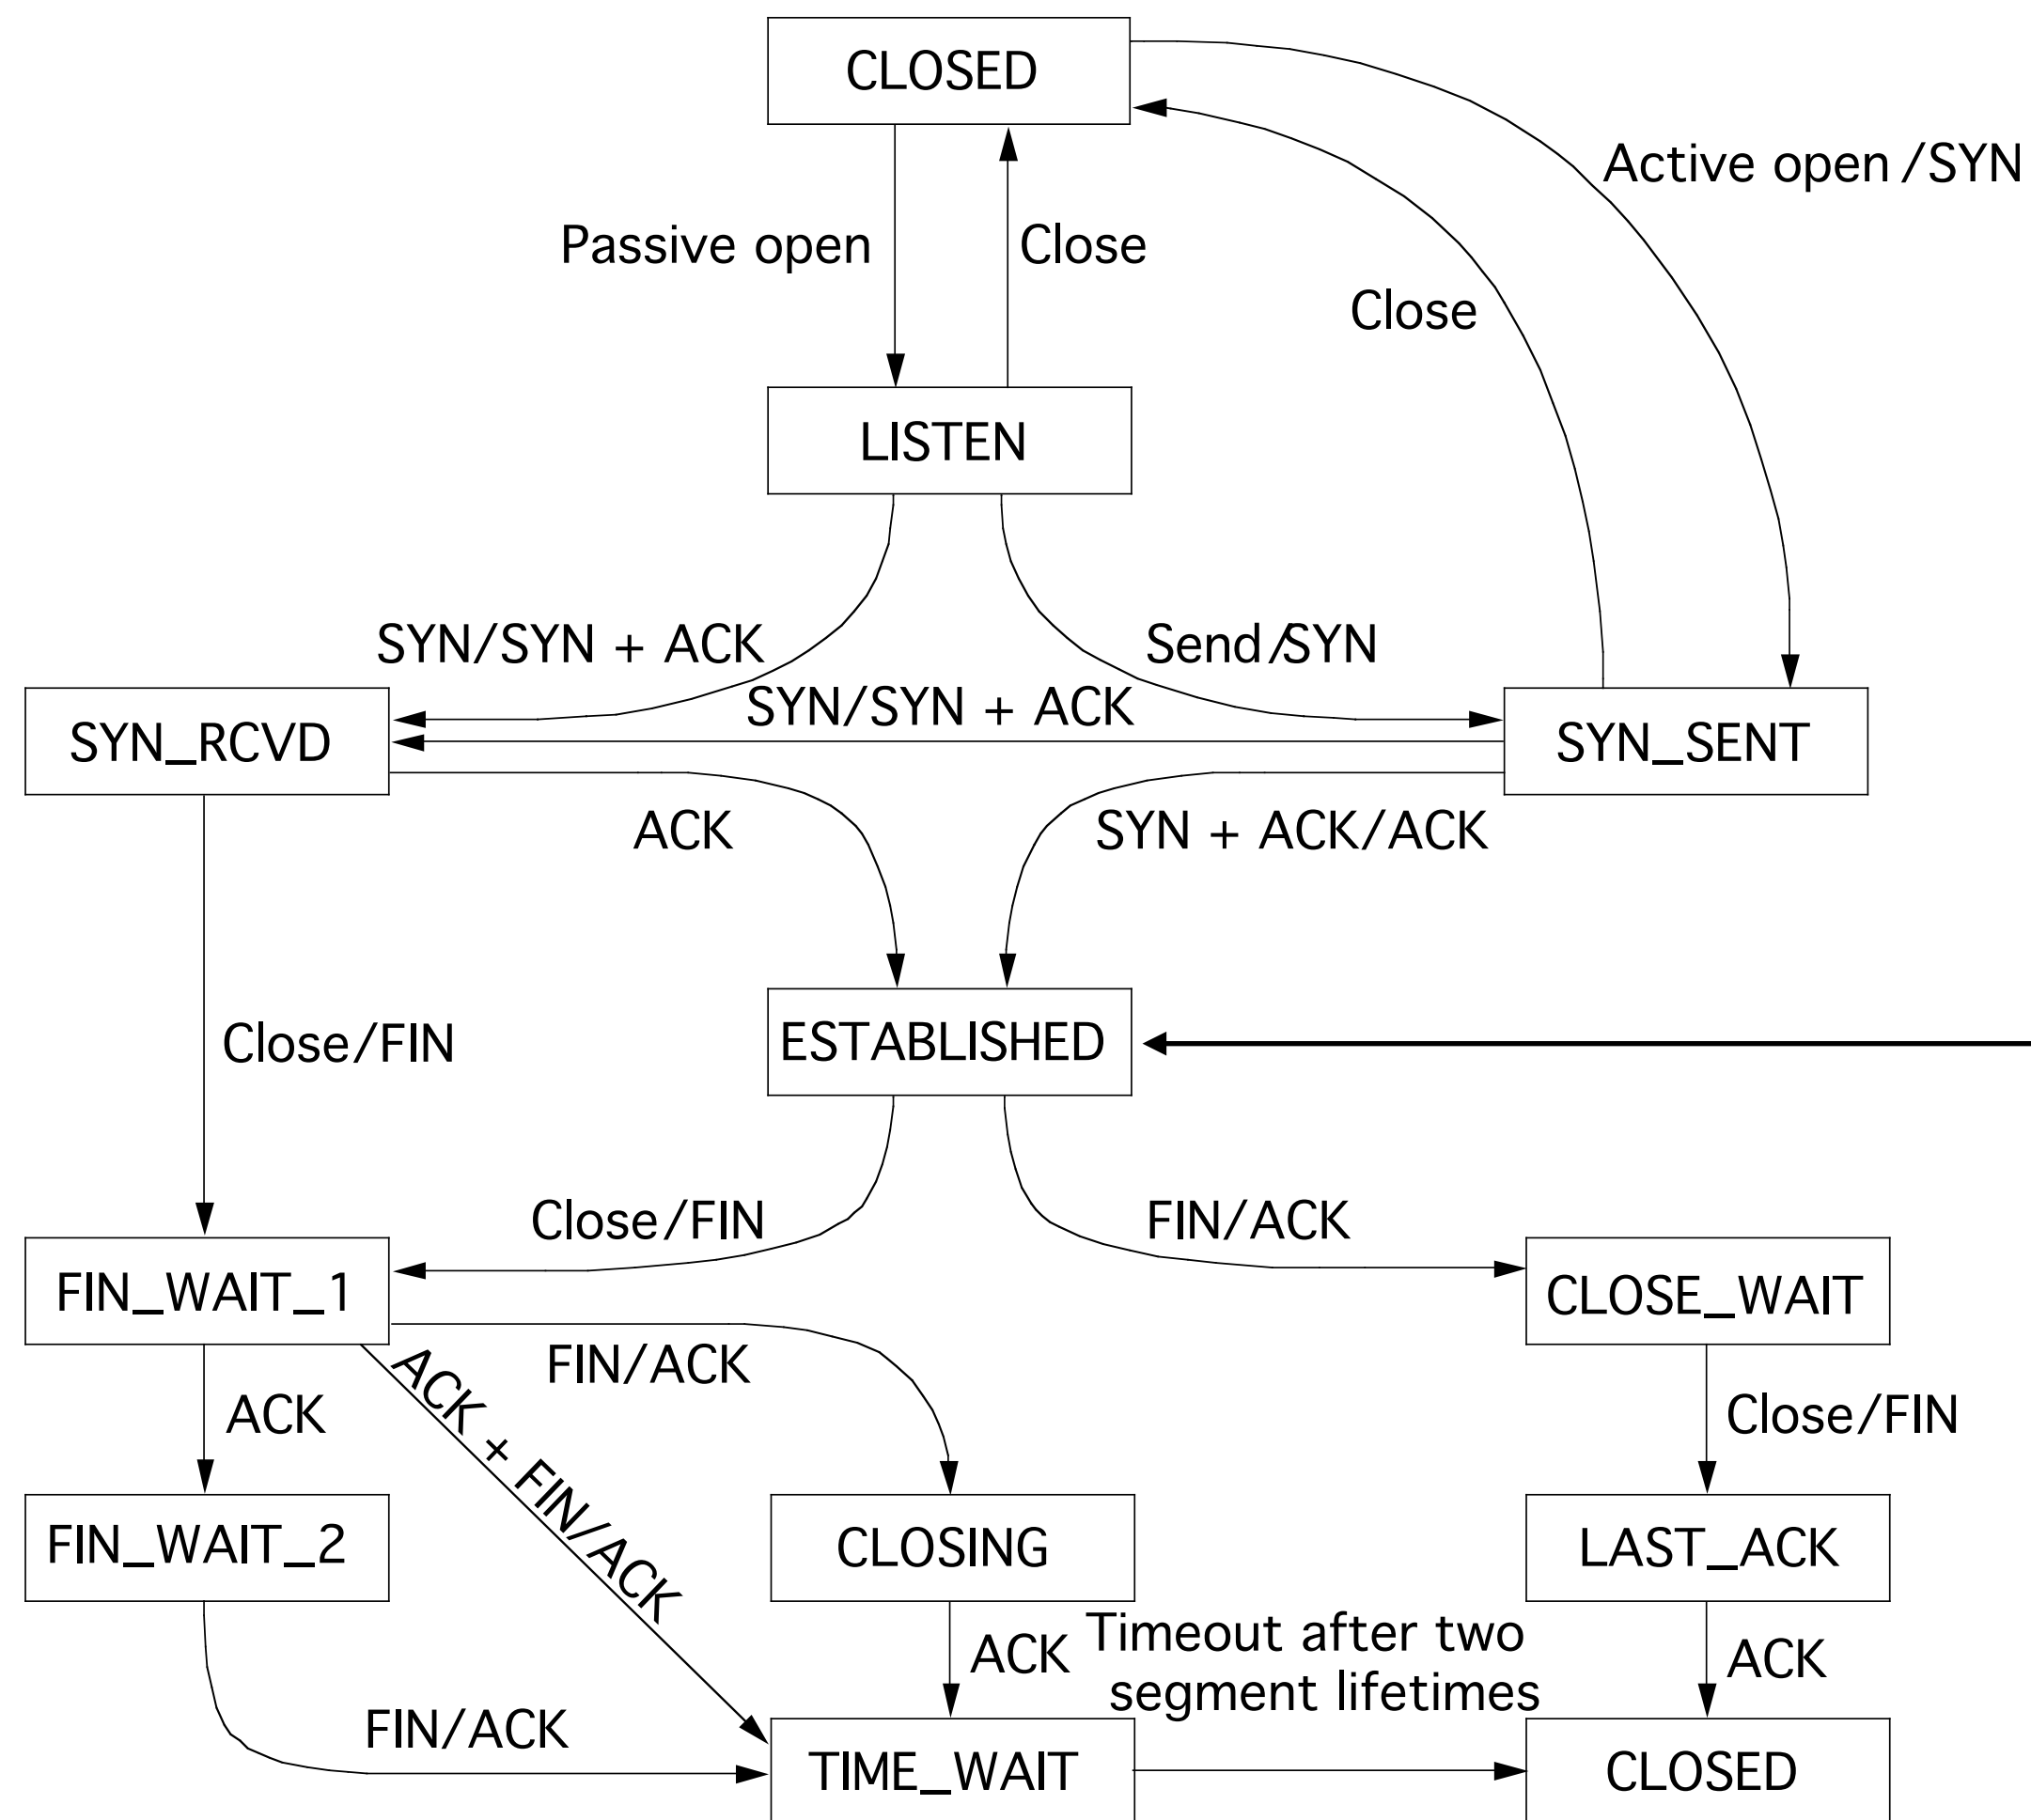 CLOSED
Active open /SYN
Passive open
Close
Close
LISTEN
SYN/SYN + ACK
Send /SYN
SYN/SYN + ACK
SYN_RCVD
SYN_SENT
ACK
SYN + ACK/ACK
Close/FIN
ESTABLISHED
Close /FIN
FIN/ACK
FIN_WAIT_1
CLOSE_WAIT
FIN/ACK
ACK
ACK + FIN/ACK
Close/FIN
FIN_WAIT_2
CLOSING
LAST_ACK
ACK
Timeout after two
segment lifetimes
ACK
FIN/ACK
TIME_WAIT
CLOSED